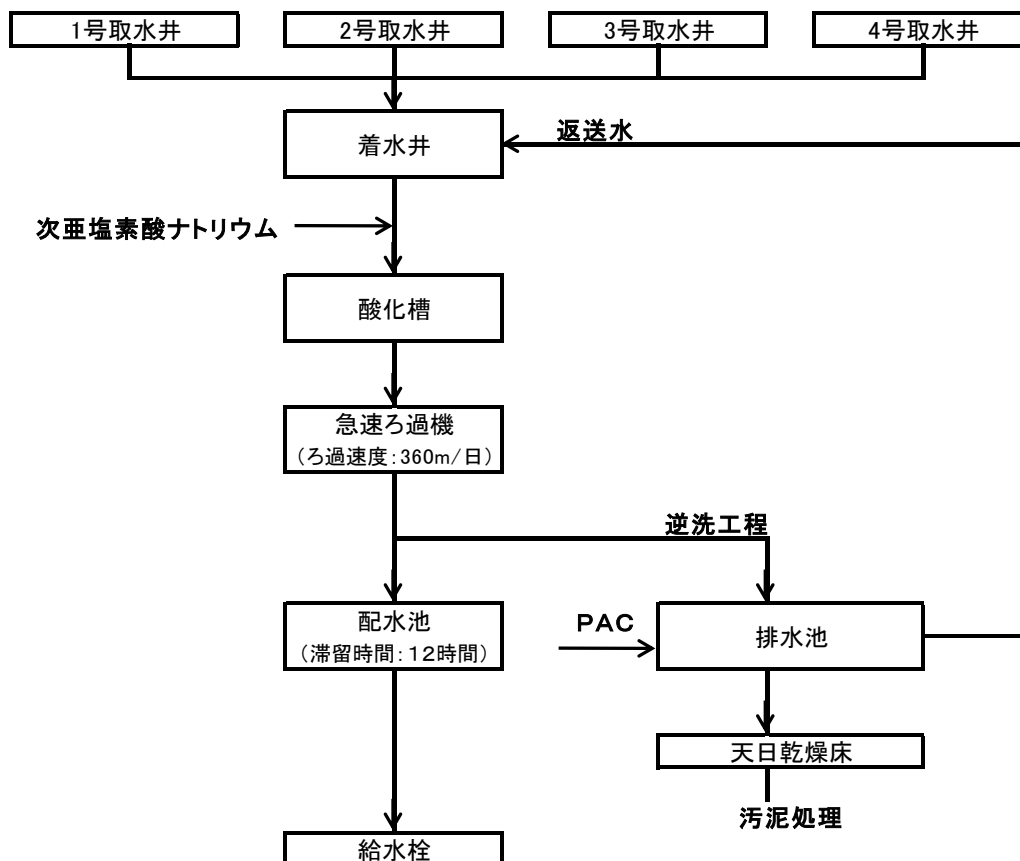 1号取水井
2号取水井
3号取水井
4号取水井
着水井
返送水
次亜塩素酸ナトリウム
酸化槽
急速ろ過機
(ろ過速度:360m/日)
逆洗工程
配水池
(滞留時間:12時間)
PAC
排水池
天日乾燥床
汚泥処理
給水栓